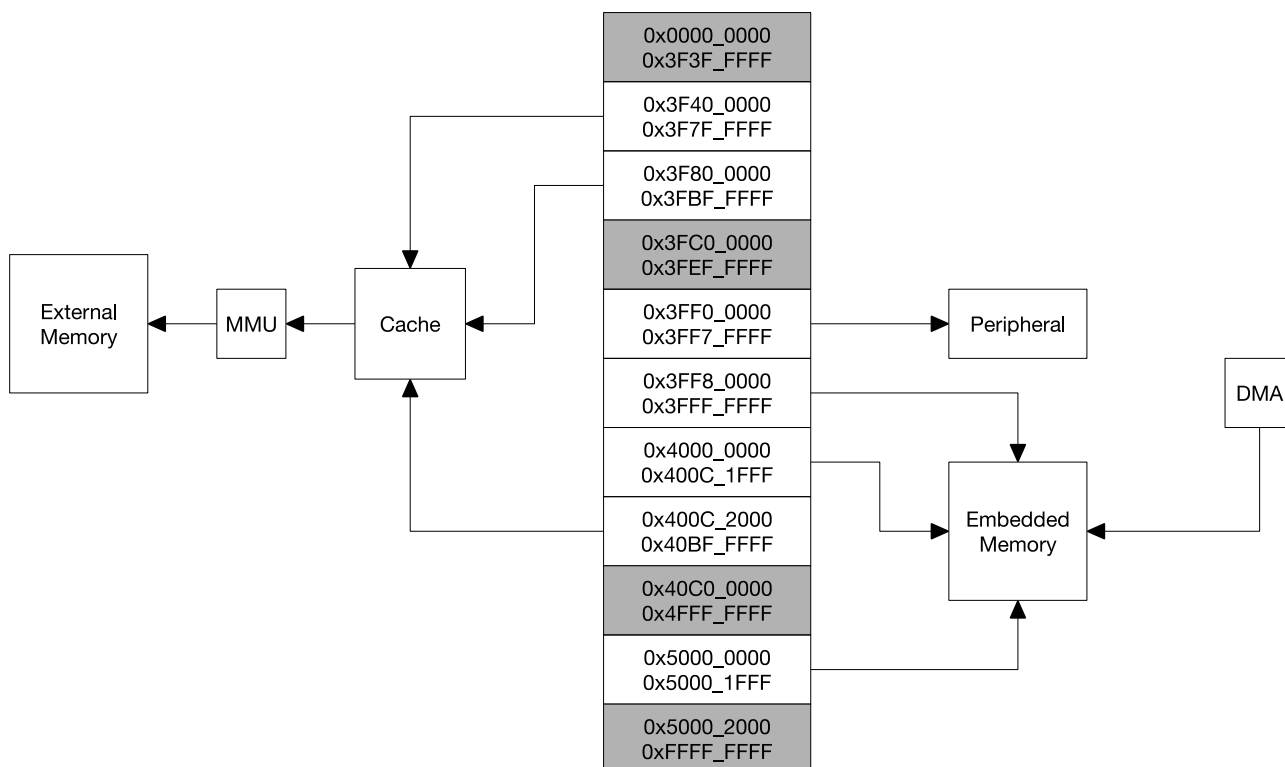 0x0000_0000
0x3F3F_FFFF
0x3F40_0000
0x3F7F_FFFF
0x3F80_0000
0x3FBF_FFFF
0x3FC0_0000
0x3FEF_FFFF
External
Memory
MMU
Cache
0x3FF0_0000
0x3FF7_FFFF
Peripheral
0x3FF8_0000
0x3FFF_FFFF
DMA
0x4000_0000
0x400C_1FFF
0x400C_2000
0x40BF_FFFF
Embedded
Memory
0x40C0_0000
0x4FFF_FFFF
0x5000_0000
0x5000_1FFF
0x5000_2000
0xFFFF_FFFF